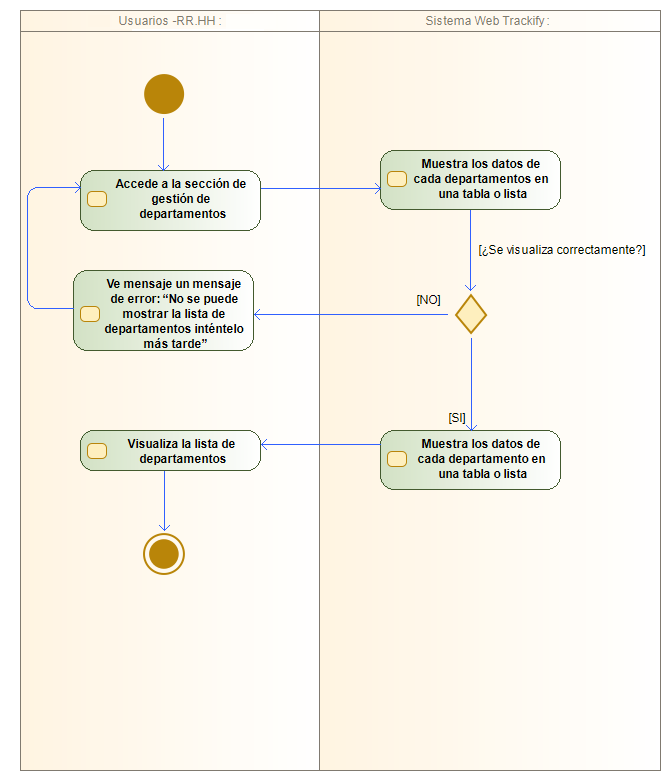 Usuarios -RR.HH :
Sistema Web Trackify :
Accede a la sección de
gestión de
departamentos
Muestra los datos de
cada departamentos en
una tabla o lista
[¿Se visualiza correctamente?]
Ve mensaje un mensaje
de error: “No se puede
mostrar la lista de
departamentos inténtelo
más tarde”
[NO]
[SI]
Visualiza la lista de
departamentos
Muestra los datos de
cada departamento en
una tabla o lista